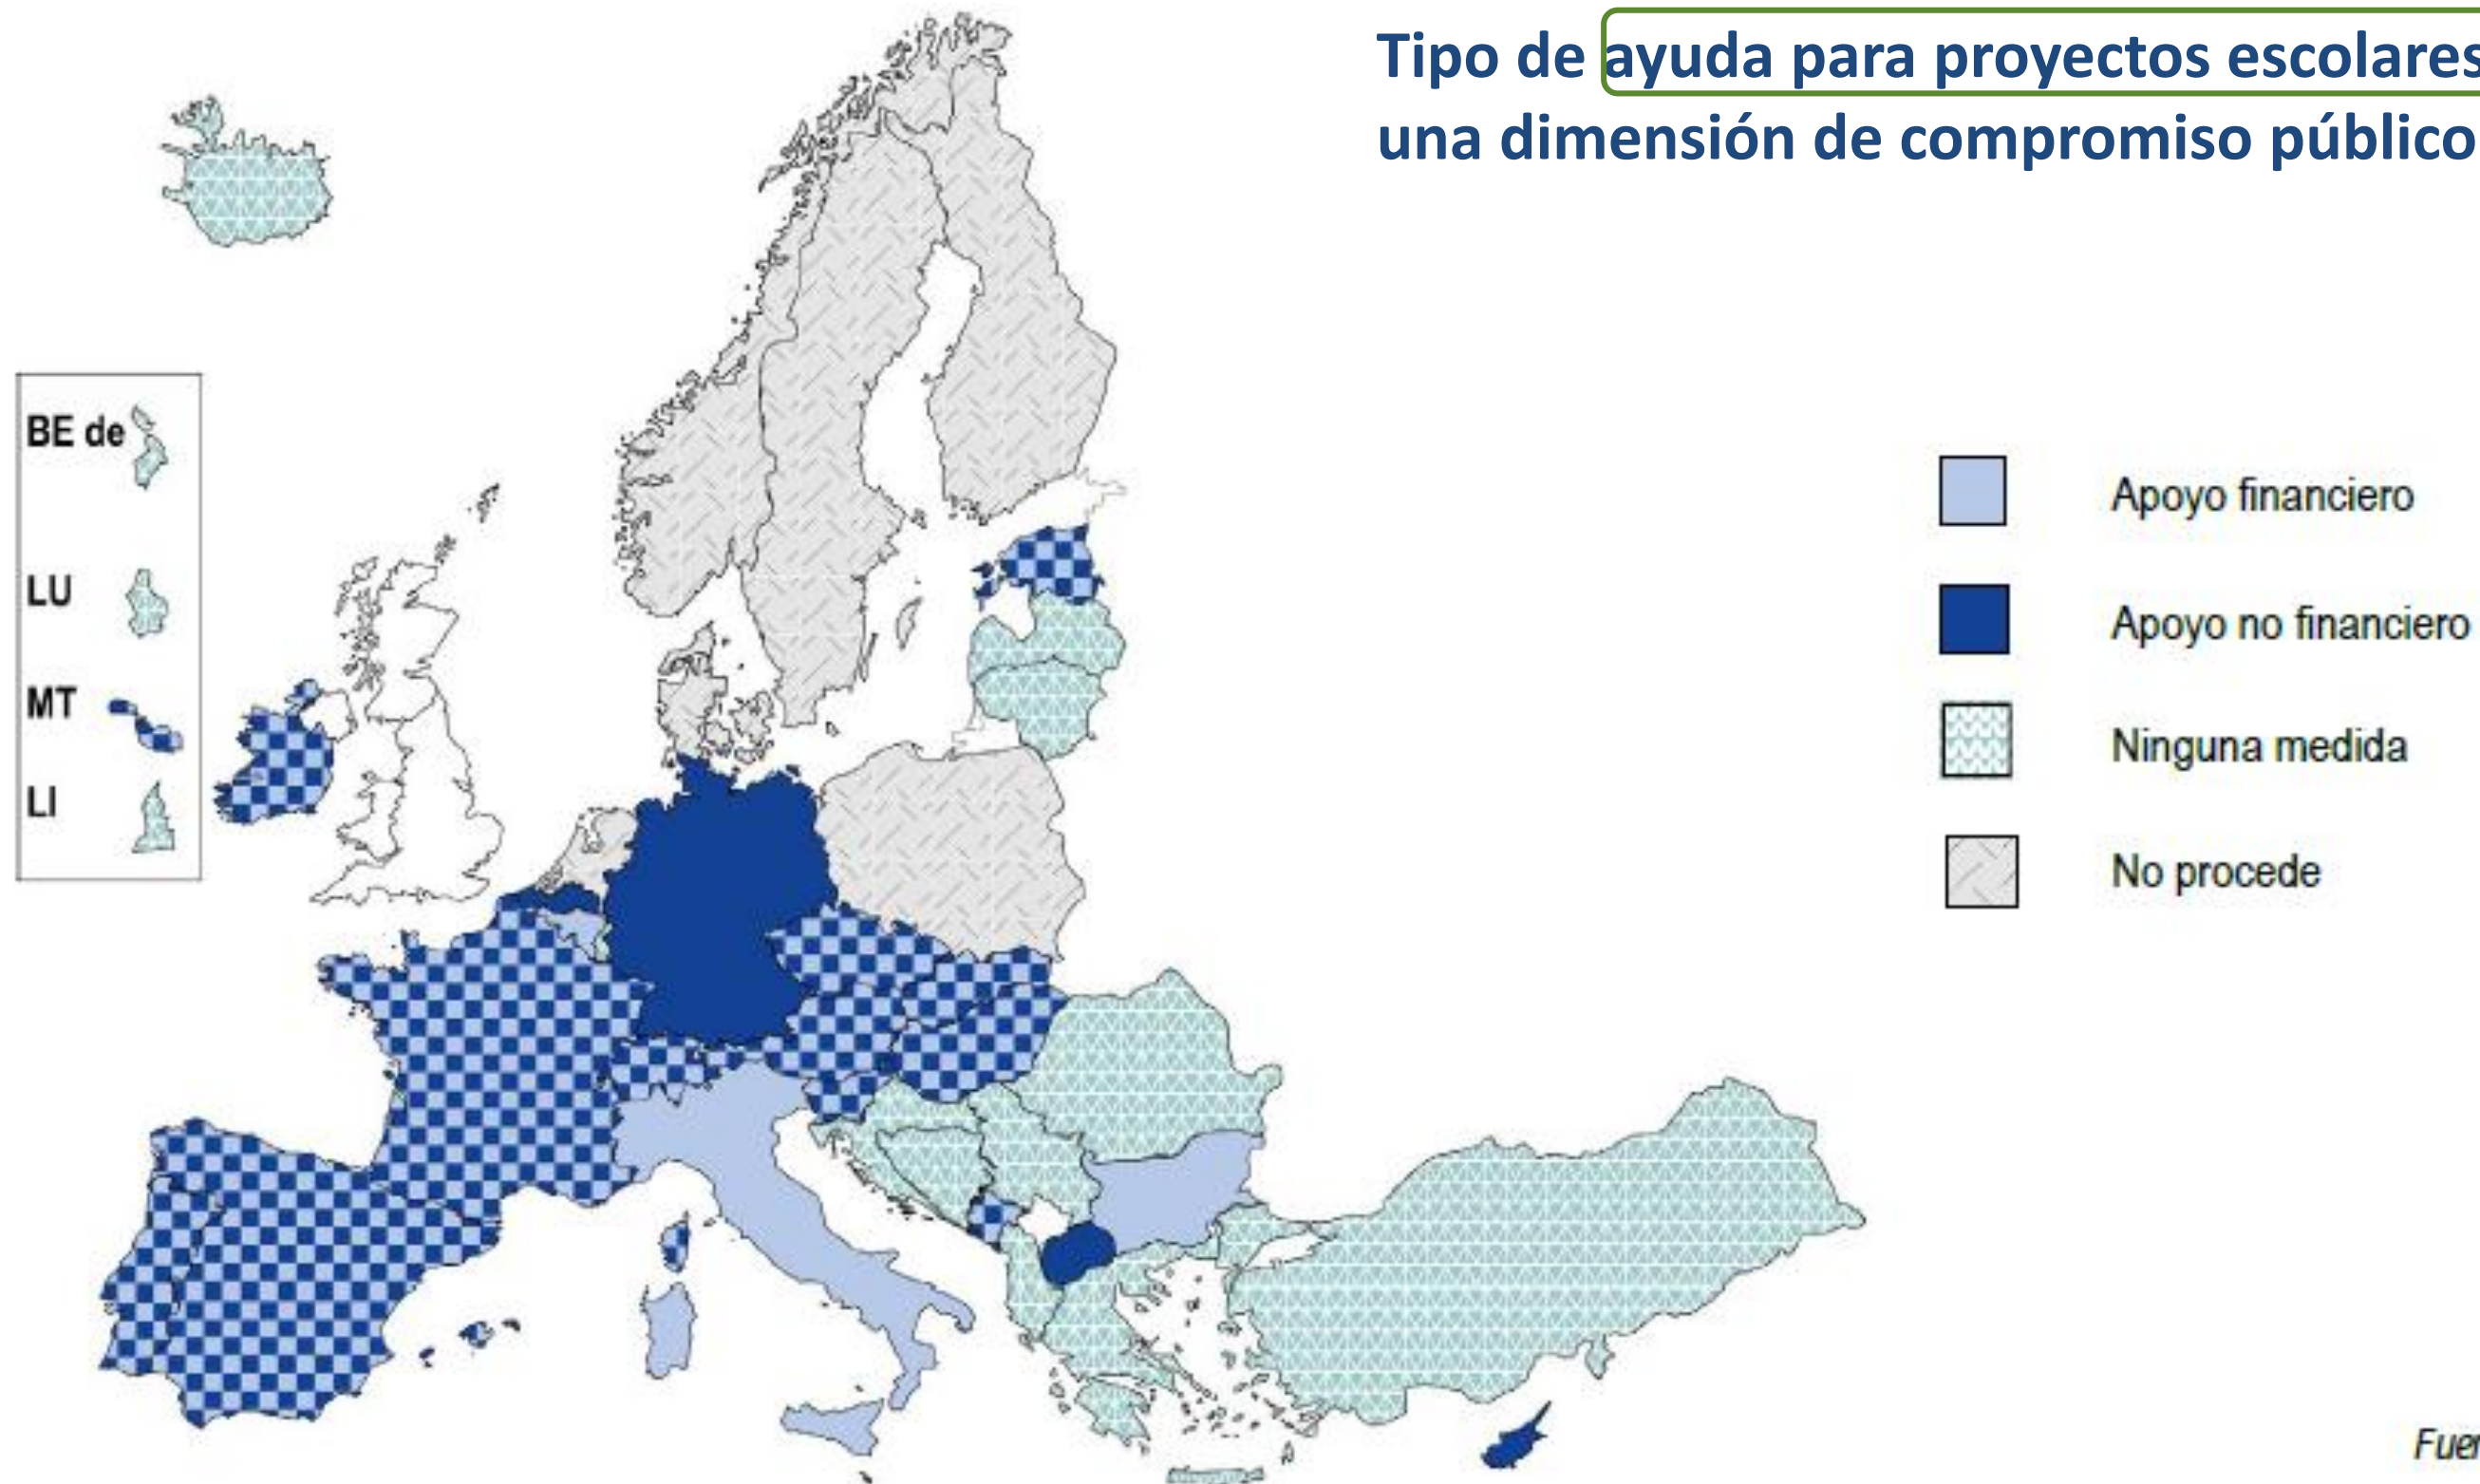 Tipo de ayuda para proyectos escolares
una dimensión de compromiso público
BE de
LU
MT
LI
Apoyo financiero
Apoyo no financiero
Ninguna medida
No procede